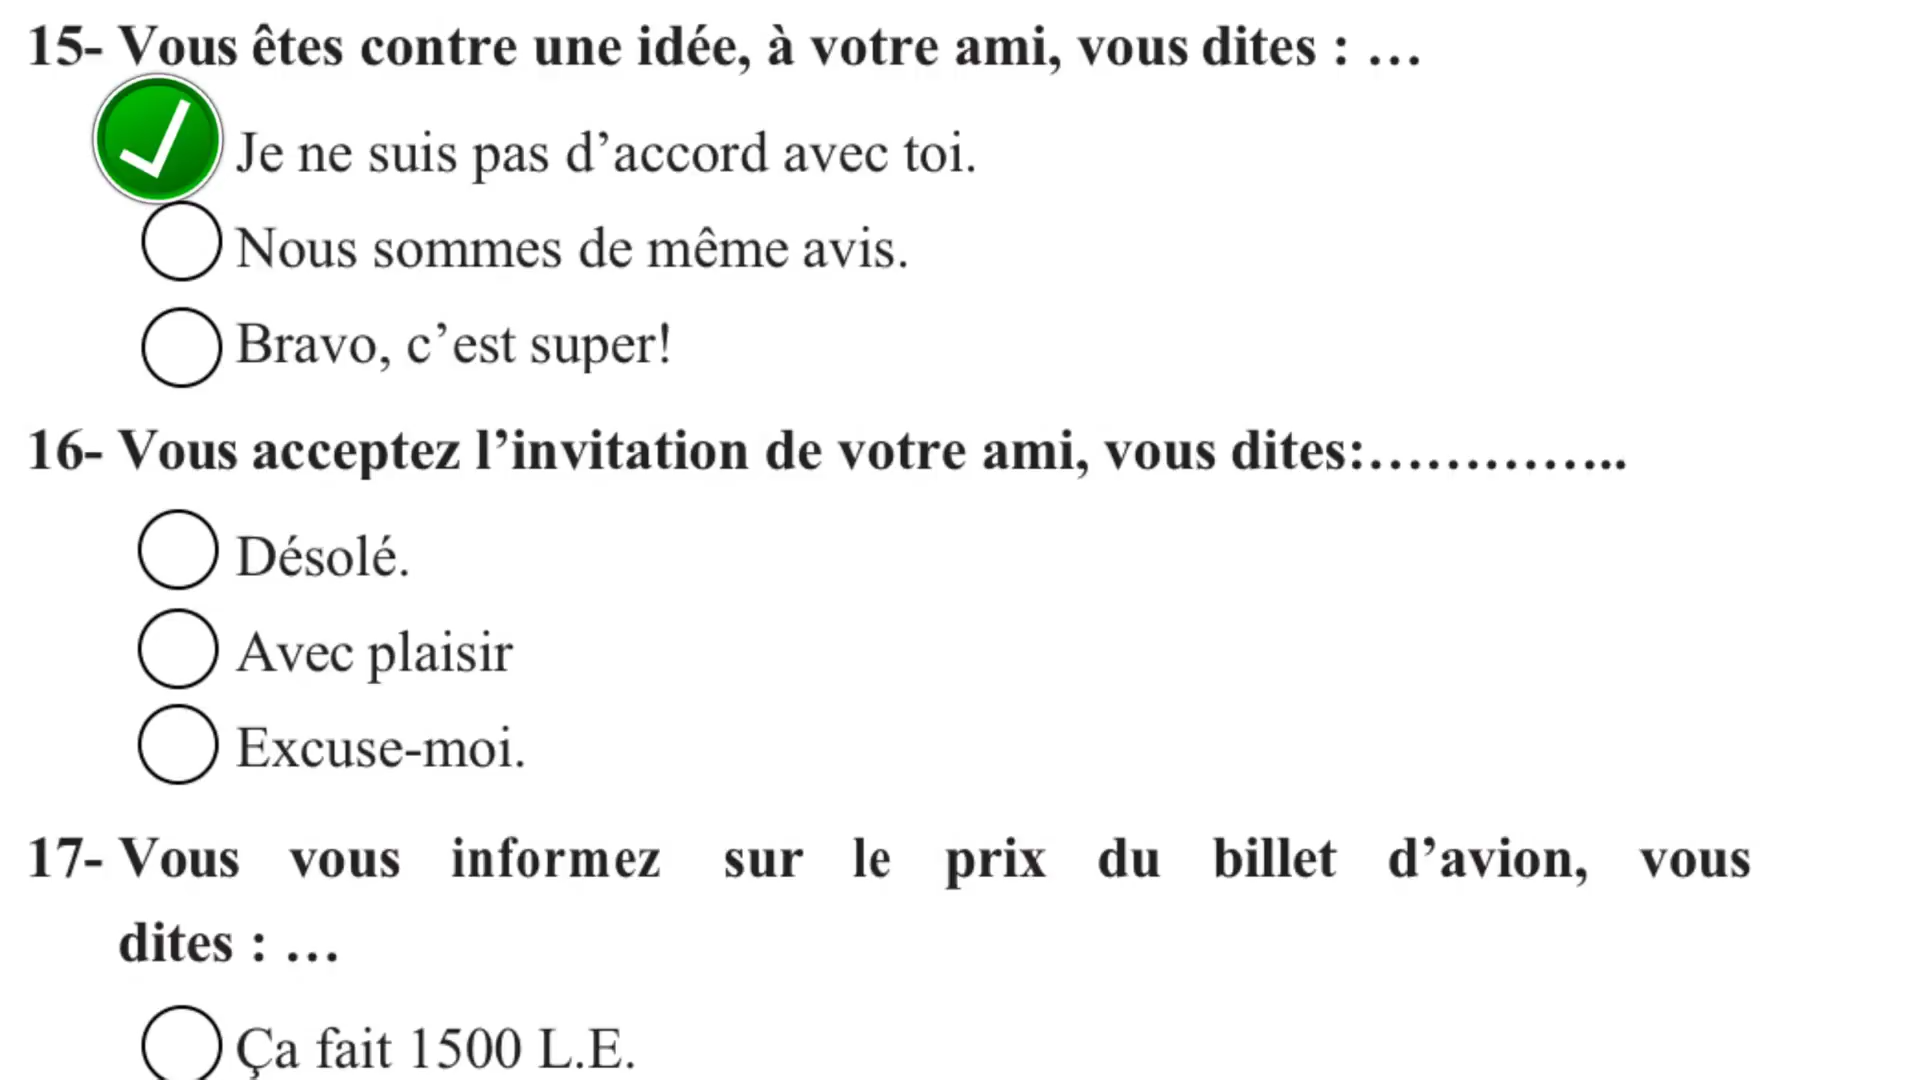 15- Vous êtes contre une idée, à votre ami, vous dites : …
Je ne suis pas d’accord avec toi.
Nous sommes de même avis.
Bravo, c’est super!
16- Vous acceptez l’invitation de votre ami, vous dites:…………..
Désolé.
Avec plaisir
Excuse-moi.
17- Vous vous informez sur le prix du billet d’avion, vous
dites : …
Ça fait 1500 L.E.